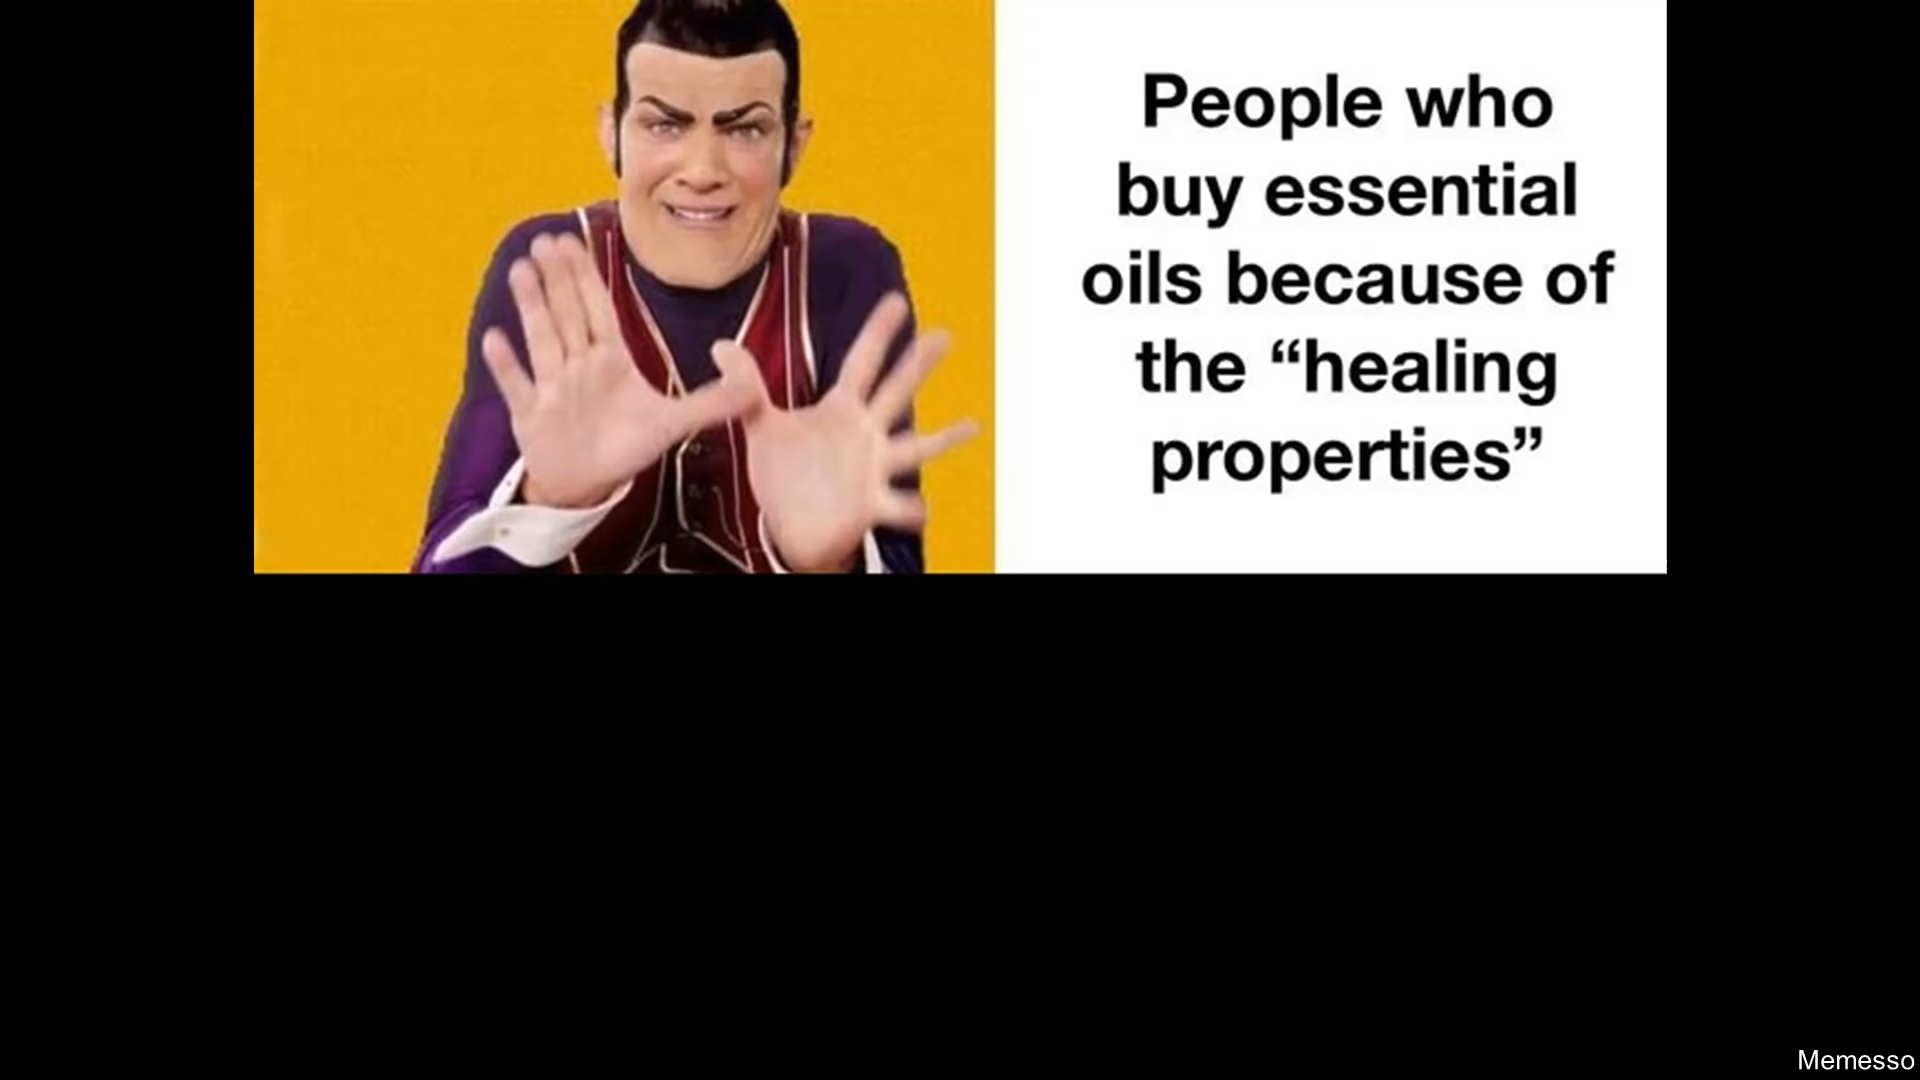 People who
buy essential
oils because of
the “healing
properties”
Memesso